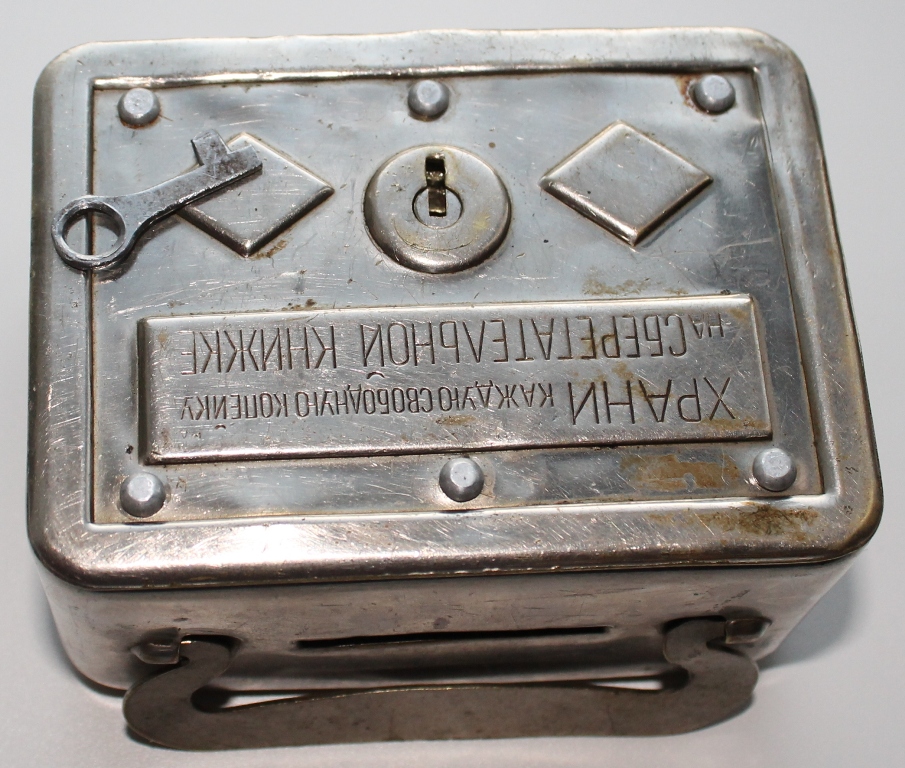 ХРАНИ КАЖДУЮ СВОБОДНУЮ КОПЕЙКУ
НА СБЕРЕГАТЕЛЬНОЙ КНИЖКЕ